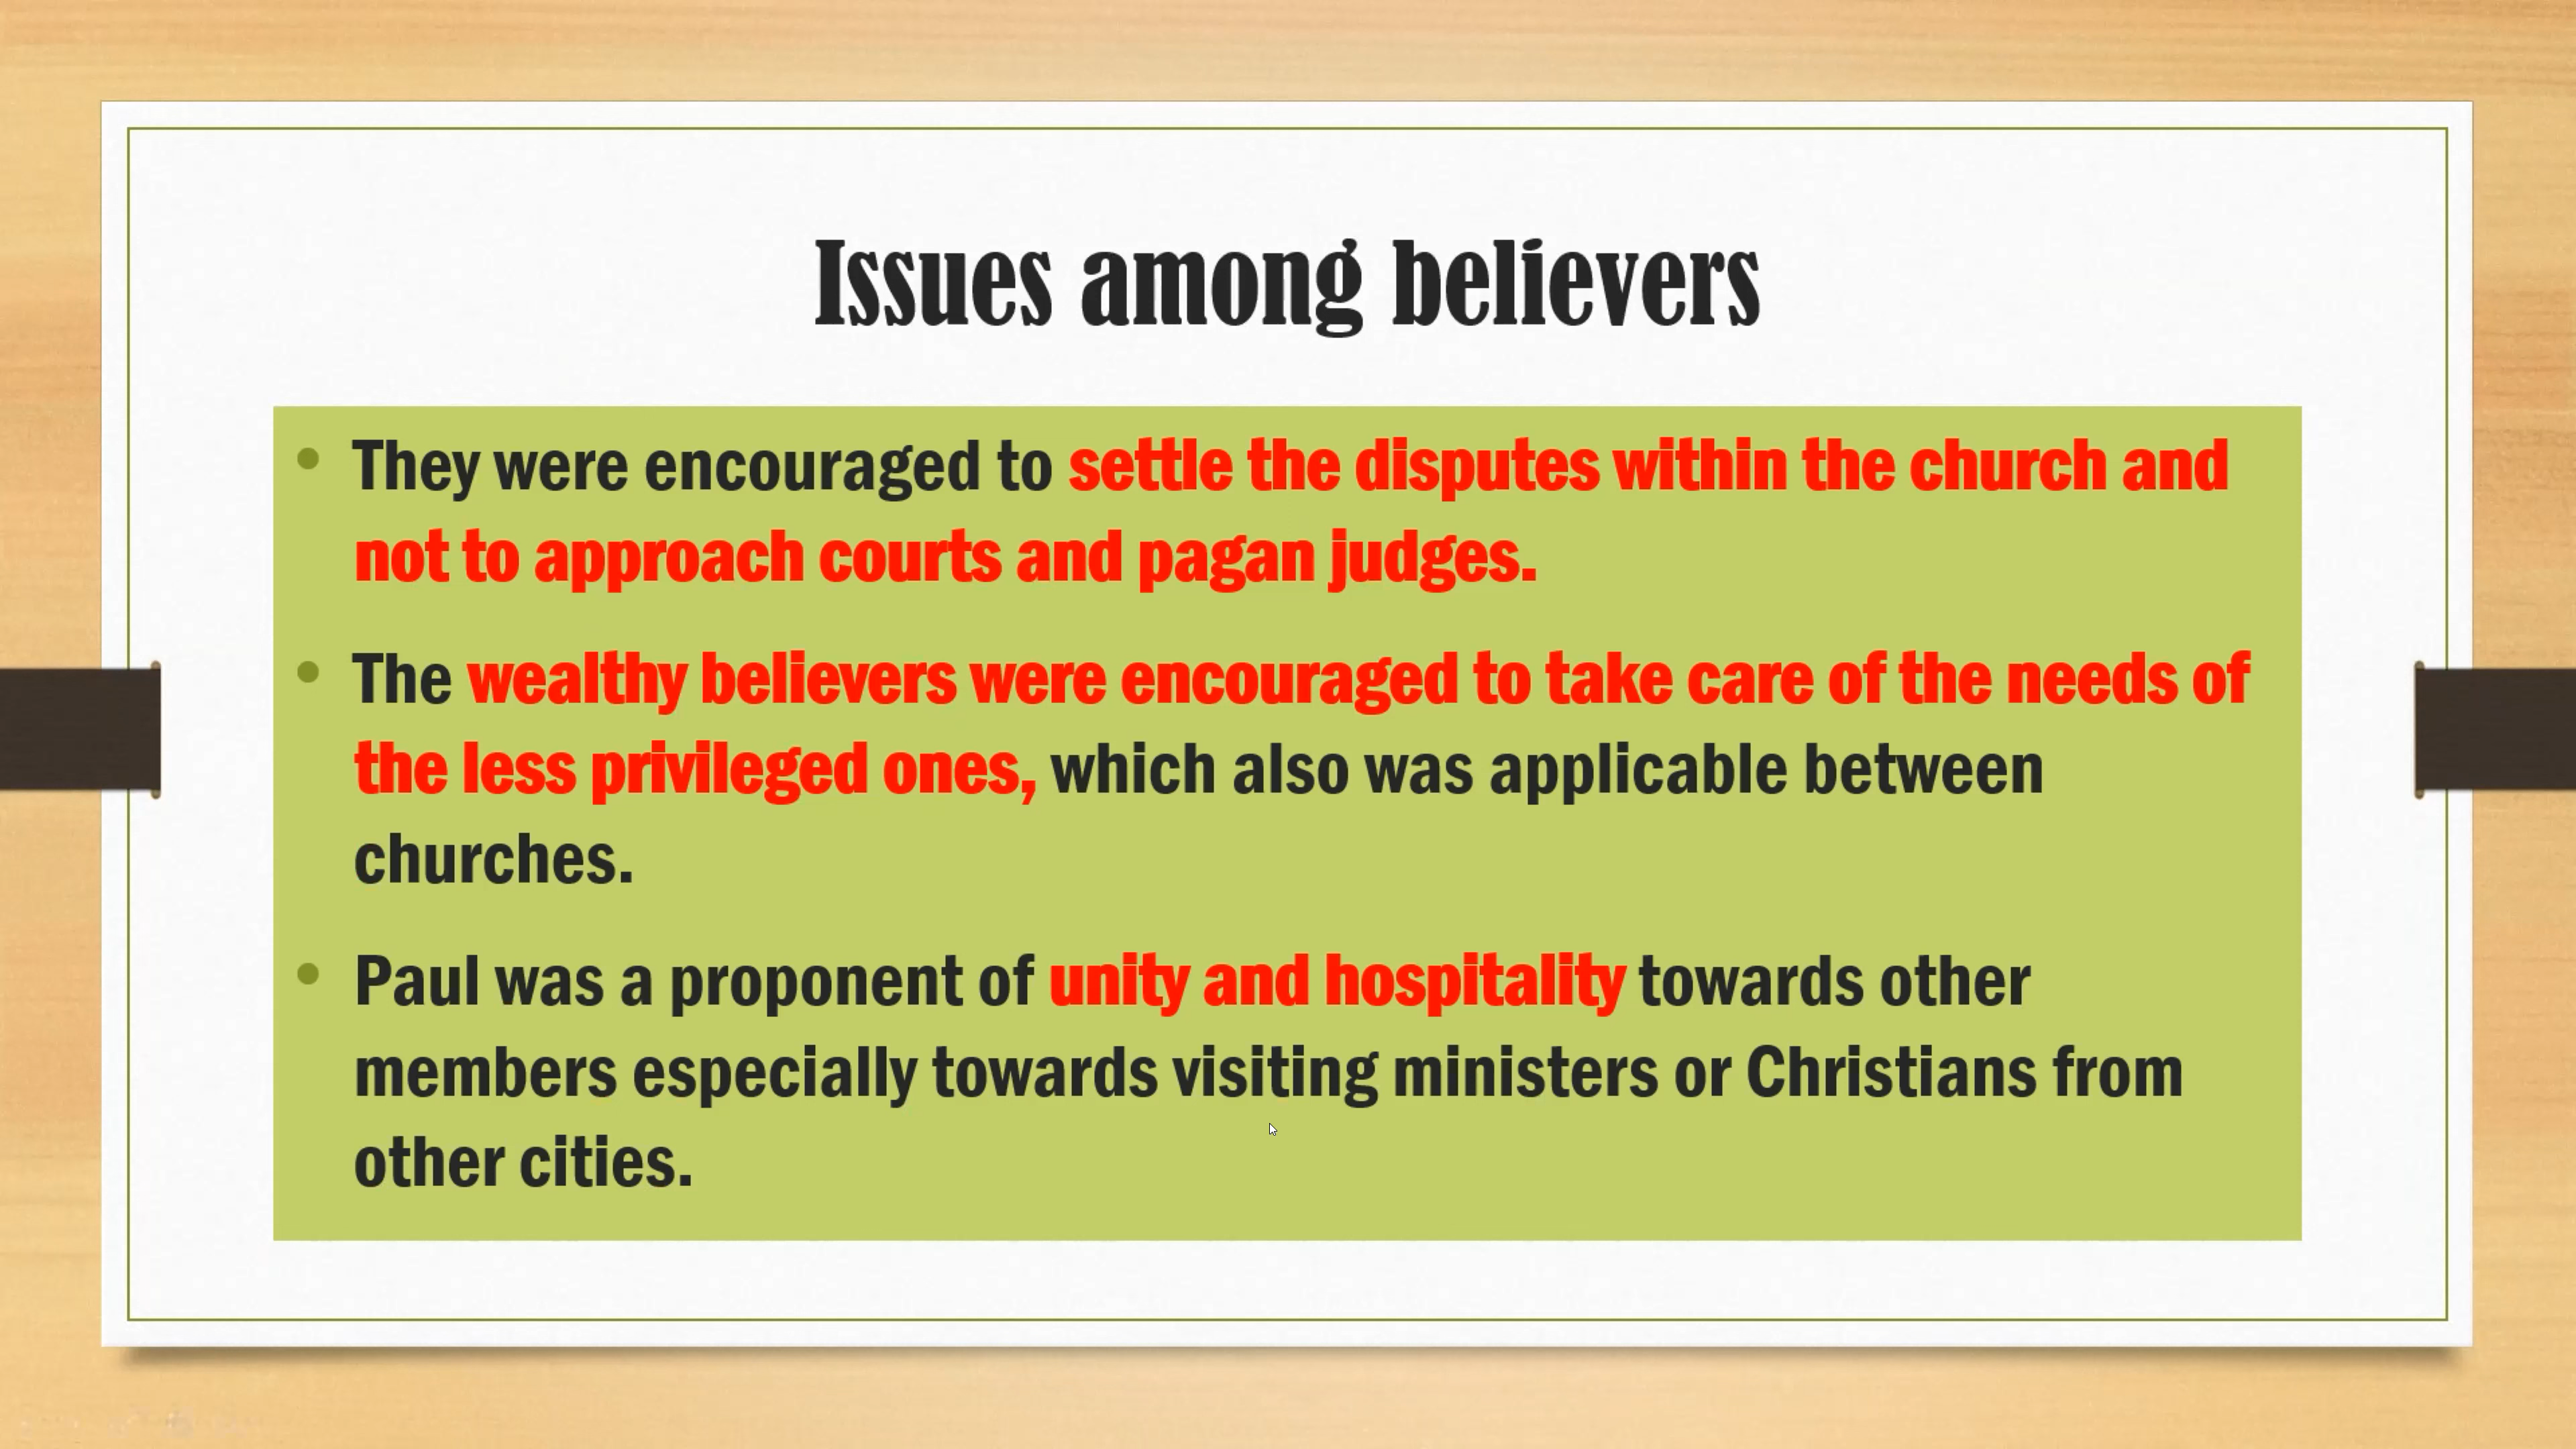 Issues among believers
• They were encouraged to settle the disputes within the church and
not to approach courts and pagan judges.
• The wealthy believers were encouraged to take care of the needs of
the less privileged ones, which also was applicable between
churches.
• Paul was a proponent of unity and hospitality towards other
members especially towards visiting ministers or Christians from
other cities.